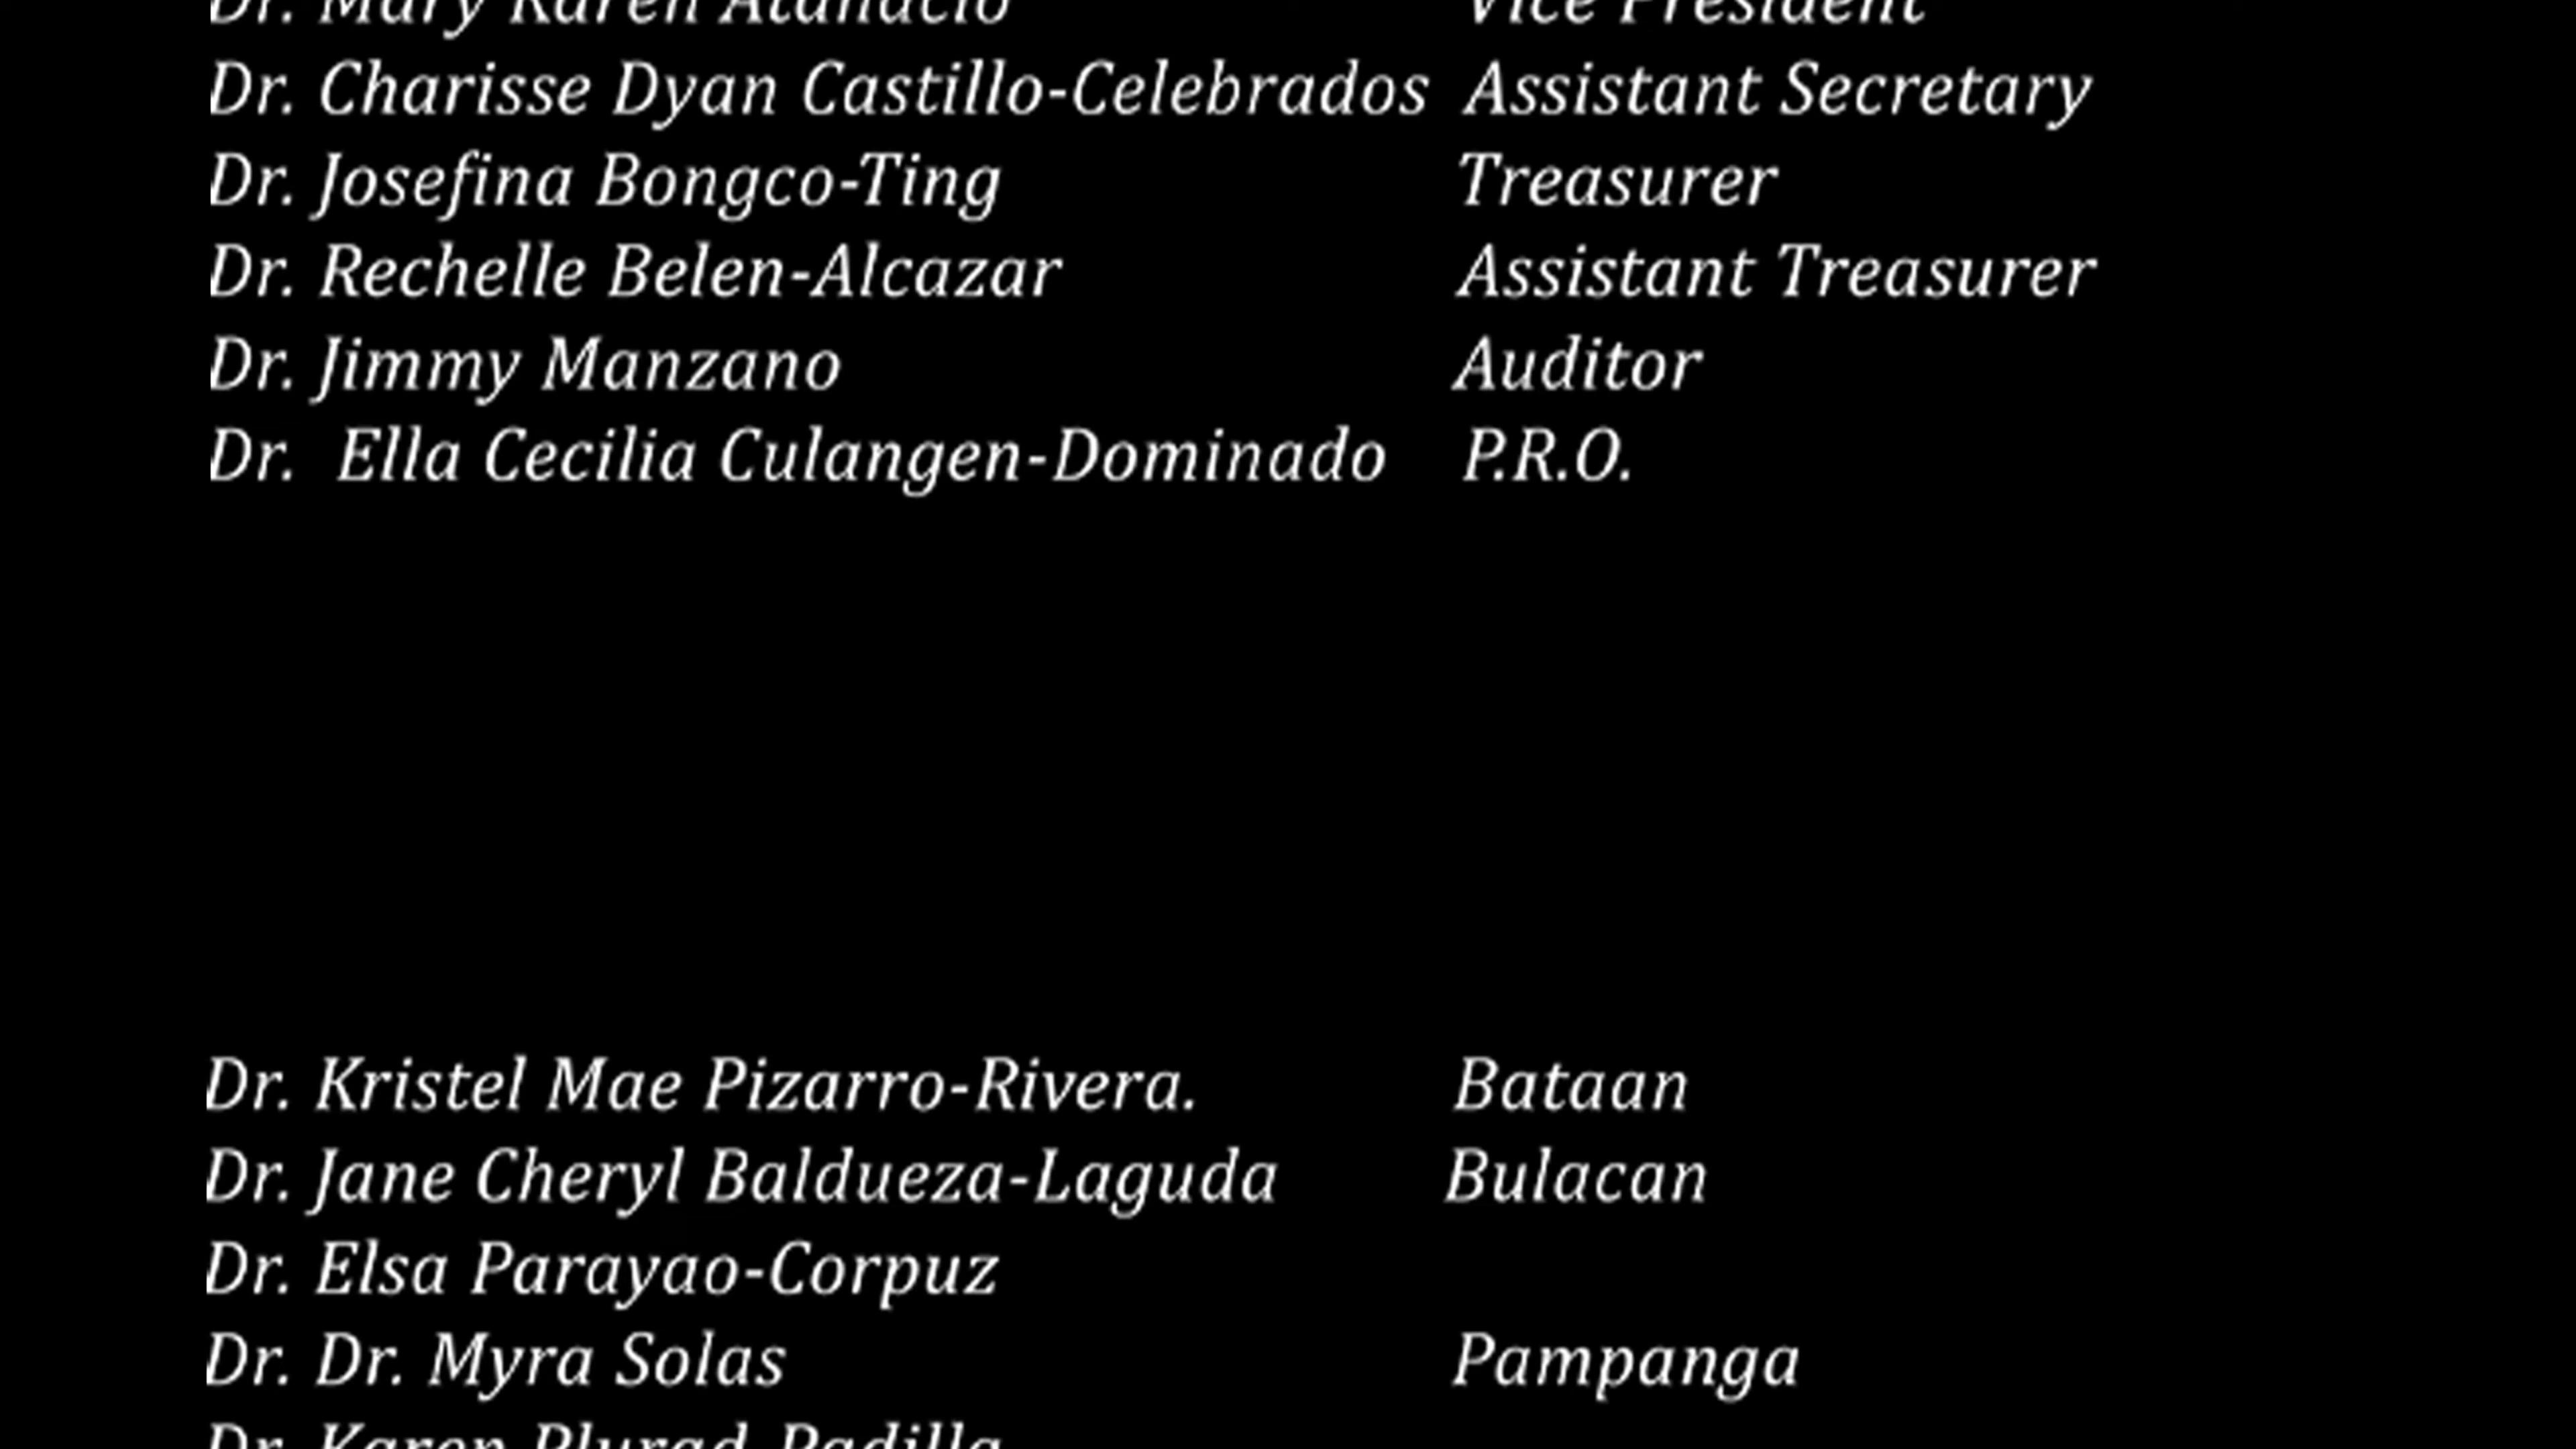 Dr. Mary Karen Atanacio Vice President
Dr. Charisse Dyan Castillo-Celebrados Assistant Secretary
Dr. Josefina Bongco-Ting Treasurer
Dr. Rechelle Belen-Alcazar Assistant Treasurer
Dr. Jimmy Manzano Auditor
Dr. Ella Cecilia Culangen-Dominado P.R.O.
Dr. Kristel Mae Pizarro-Rivera. Bataan
Dr. Jane Cheryl Baldueza-Laguda Bulacan
Dr. Elsa Parayao-Corpuz
Dr. Dr. Myra Solas Pampanga
Dr. Karen Plurad-Padilla